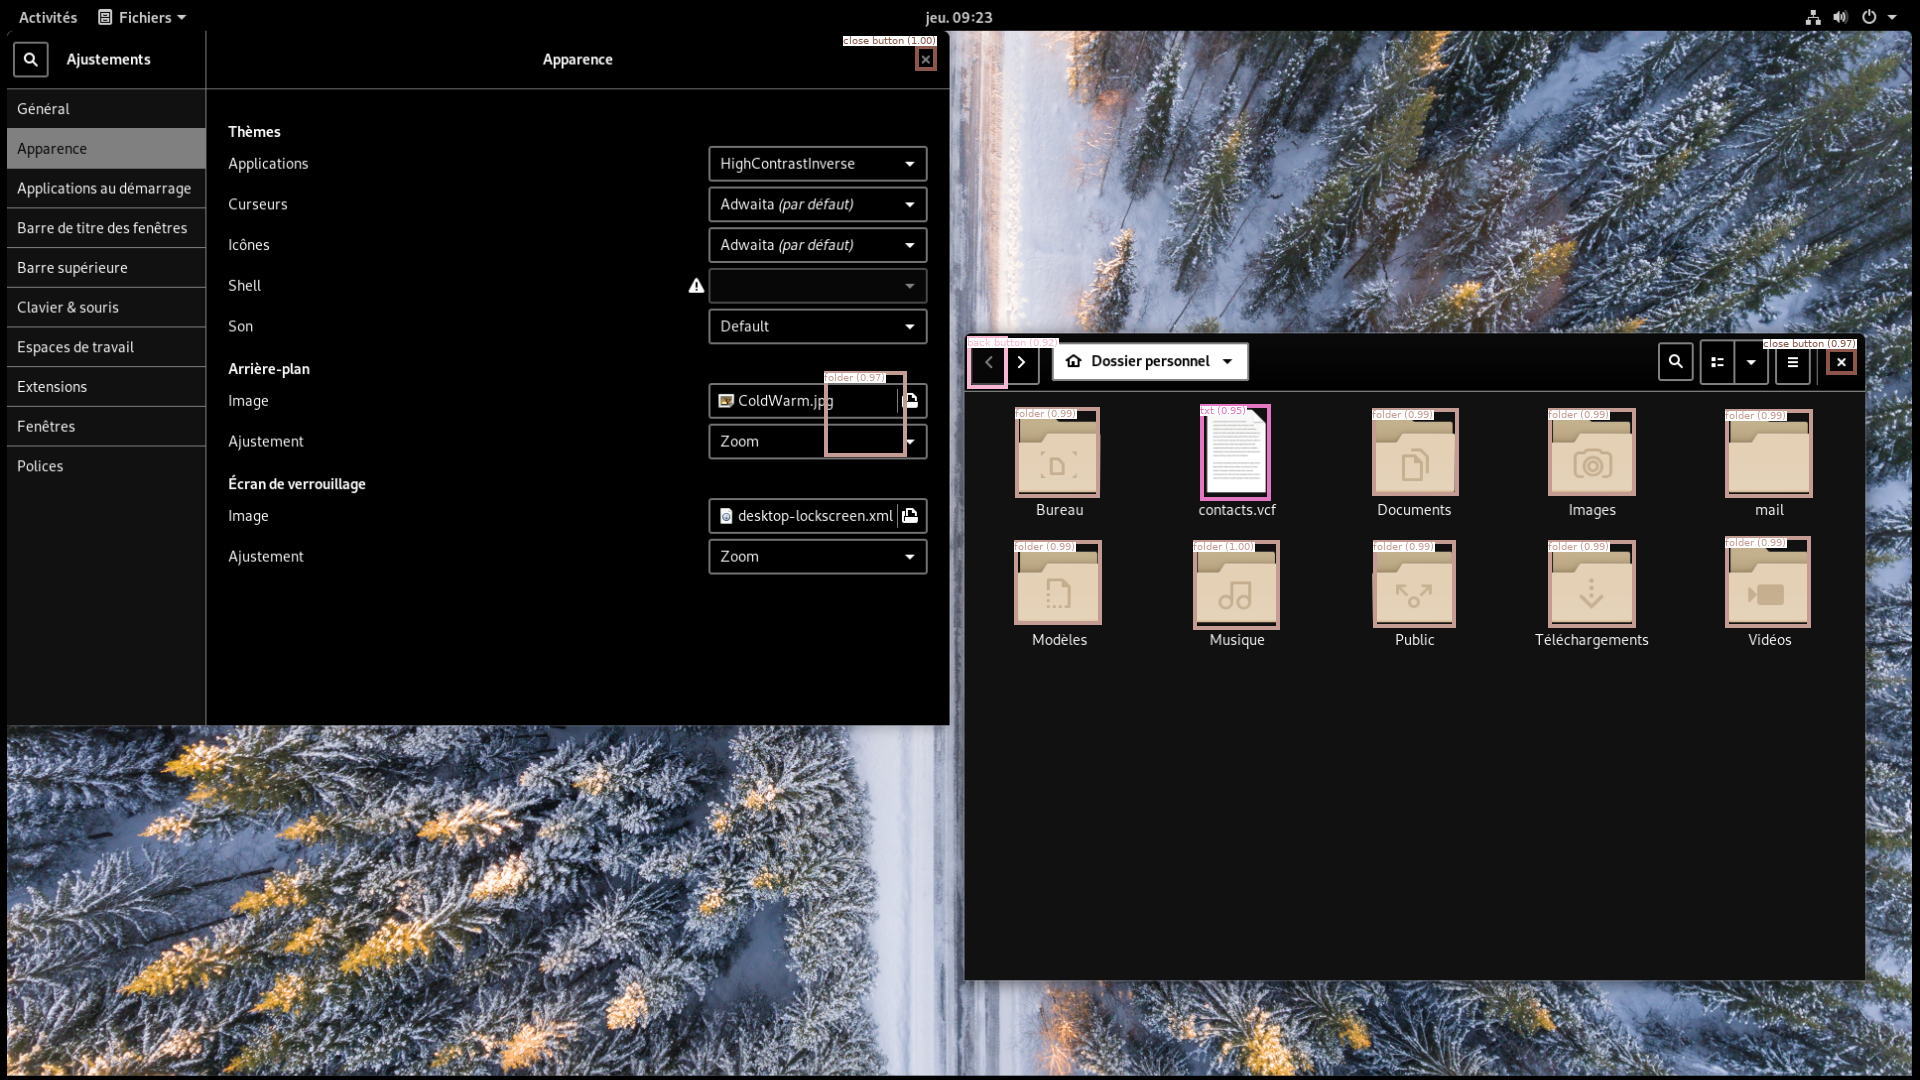 Activités Fichiers jeu. 09:23
close button (1.00)
Ajustements Apparence
Général
Apparence
Applications au démarrage
Barre de titre des fenêtres
Barre supérieure
Clavier & souris
Espaces de travail
Extensions
Fenêtres
Polices
Thèmes
Applications HighContrastInverse
Curseurs Adwaita (par défaut)
Icônes Adwaita (par défaut)
Shell
Son Default
Arrière-plan
folder (0.97)
Image ColdWarm.jpg
Ajustement Zoom
Écran de verrouillage
Image desktop-lockscreen.xml
Ajustement Zoom
back button (0.92) close button (0.97)
Dossier personnel
folder (0.99) txt (0.95) folder (0.99) folder (0.99) folder (0.99)
Bureau contacts.vcf Documents Images mail
folder (0.99) folder (1.00) folder (0.99) folder (0.99) folder (0.99)
Modèles Musique Public Téléchargements Vidéos